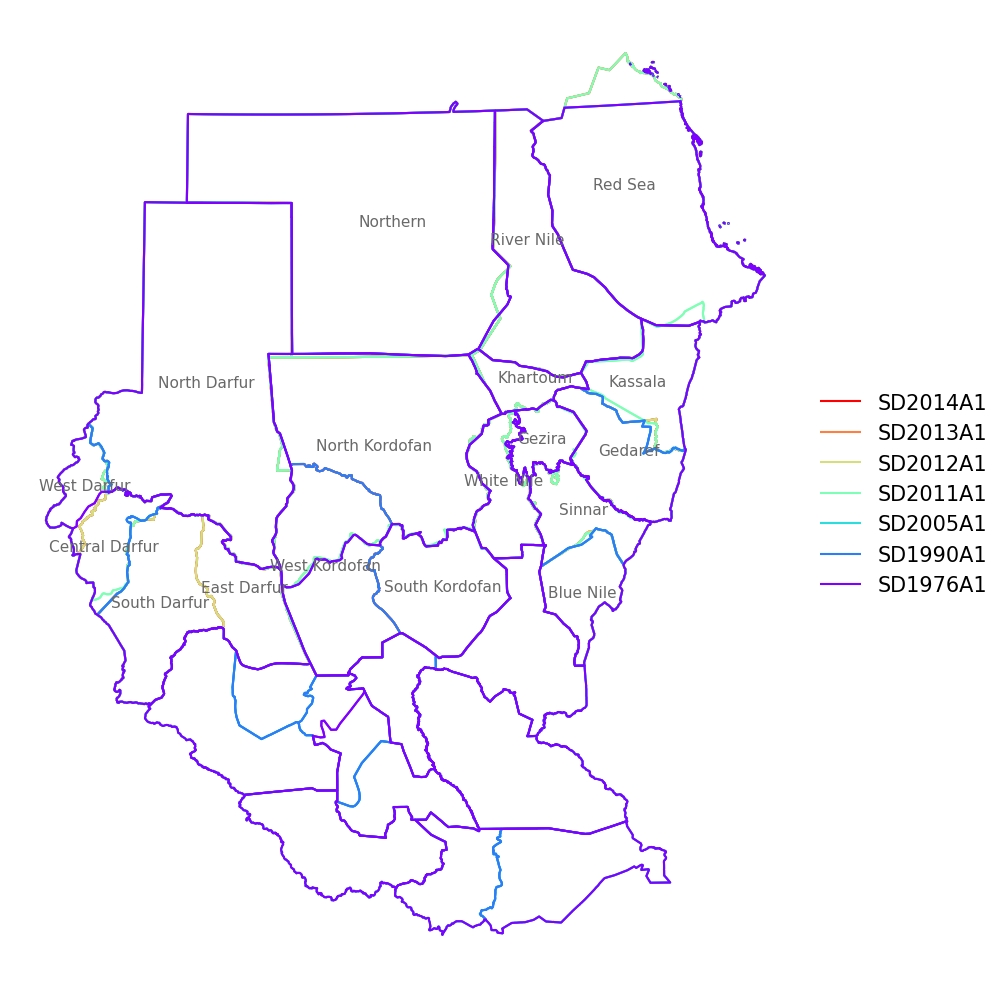 Red Sea
Northern
River Nile
North Darfur
Khartoum
Kassala
North Kordofan
Gezira
Gedaref
West Darfur
White Nile
Sinnar
Central Darfur
West Kordofan
East Darfur
South Kordofan
Blue Nile
South Darfur
SD2014A1
SD2013A1
SD2012A1
SD2011A1
SD2005A1
SD1990A1
SD1976A1